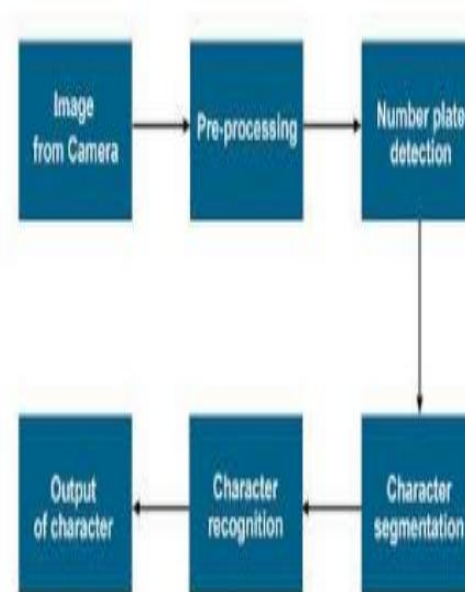 Image
from Camera
Pre-processing
Number plate
detection
Character
segmentation
Character
recognition
Output
of character